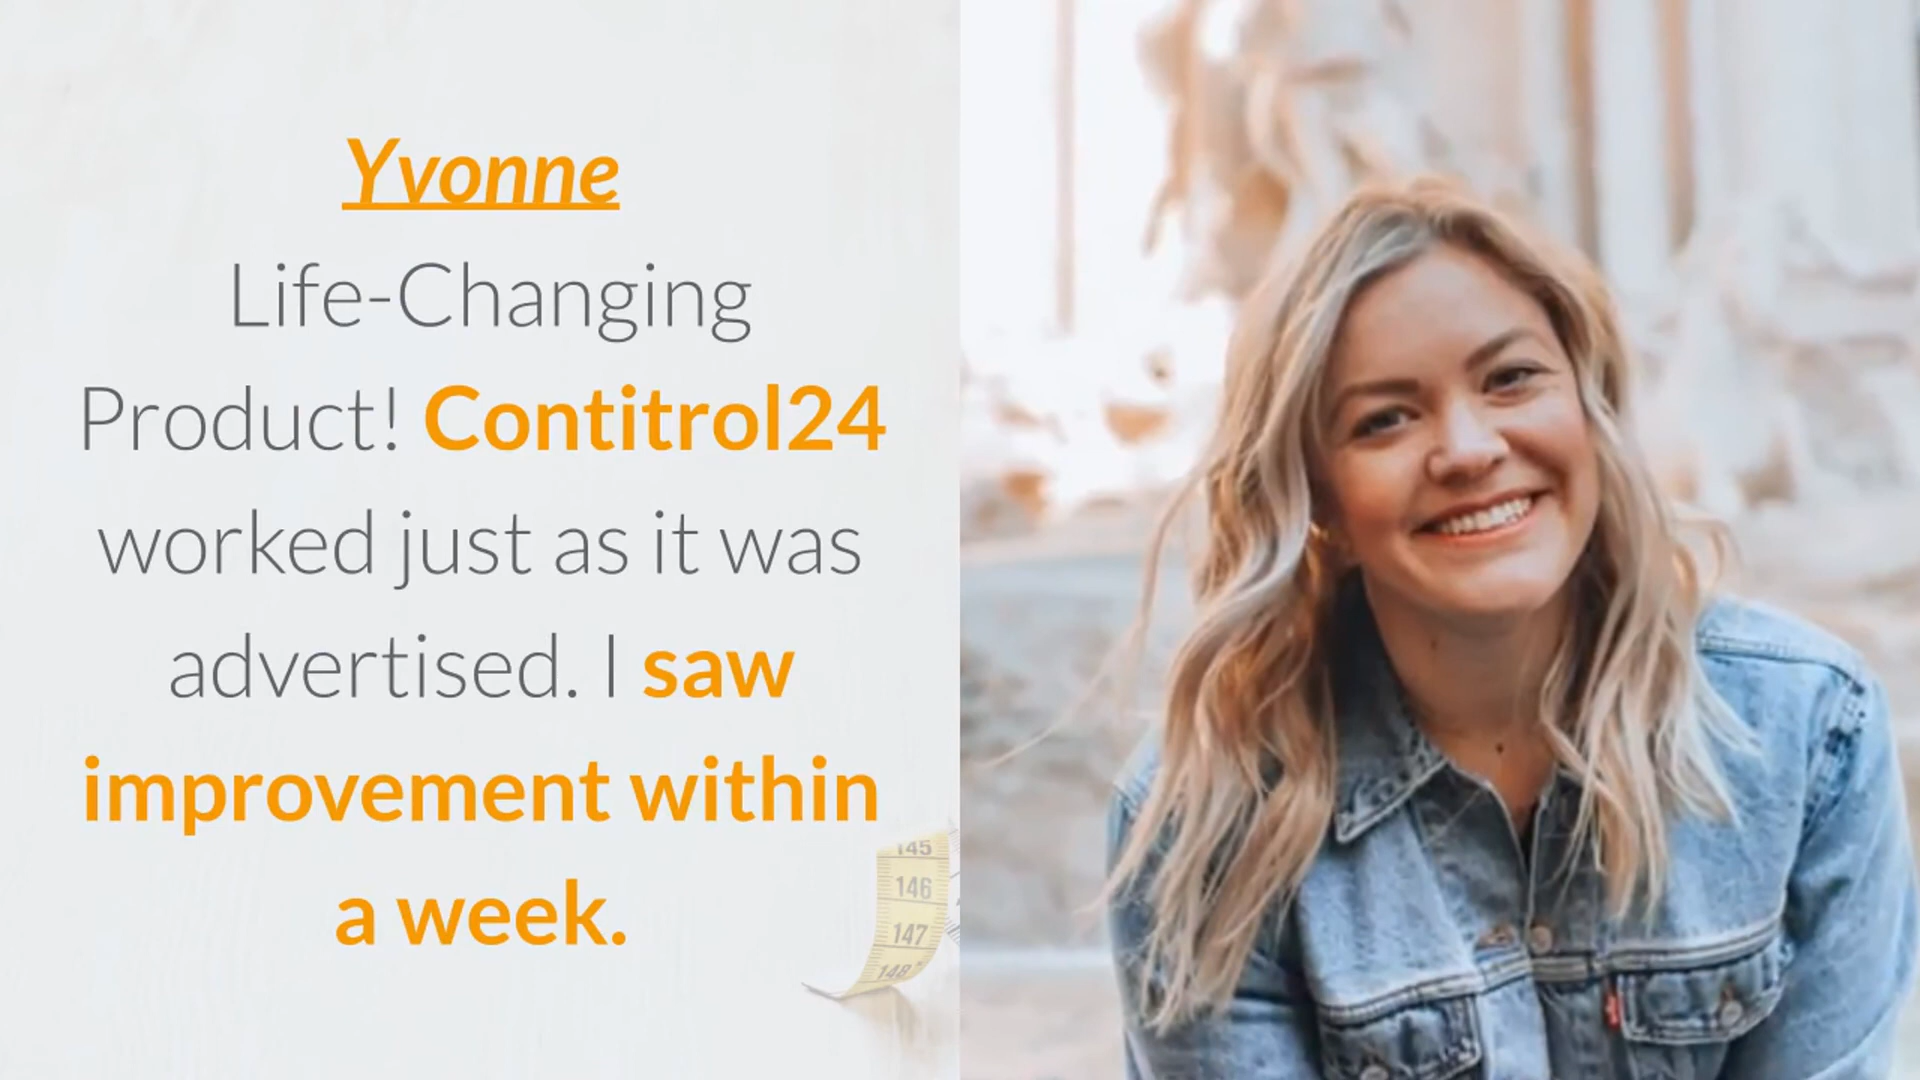 Yvonne
Life-Changing
Product! Contitrol24
worked just as it was
advertised. I saw
improvement within
a week.
145
146
147
148